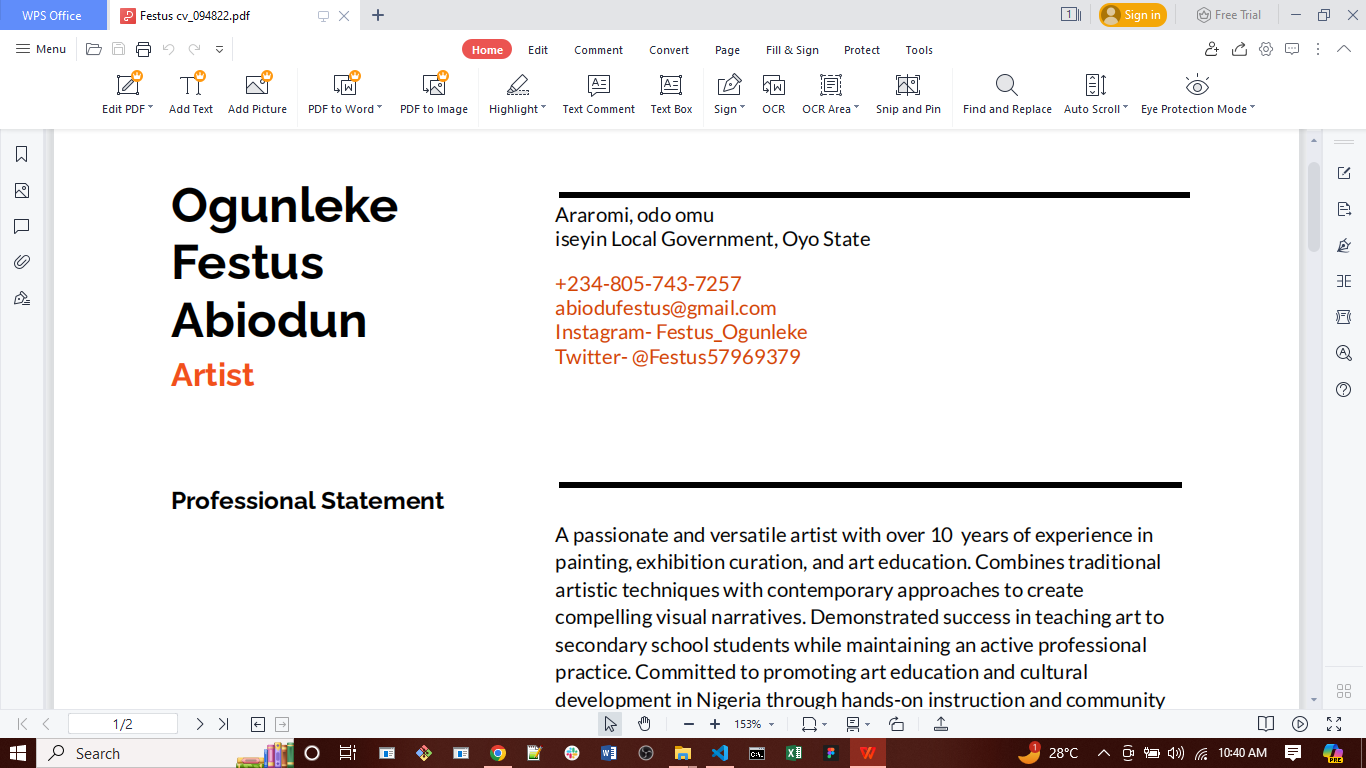 WPS Office
Festus cv_094822.pdf
1
Sign in
Free Trial
Menu
Home
Edit
Comment
Convert
Page
Fill & Sign
Protect
Tools
Edit PDF
Add Text
Add Picture
PDF to Word
PDF to Image
Highlight
Text Comment
Text Box
Sign
OCR
OCR Area
Snip and Pin
Find and Replace
Auto Scroll
Eye Protection Mode
Ogunleke
Festus
Abiodun
Artist
Araromi, odo omu
iseyin Local Government, Oyo State
+234-805-743-7257
abiodufestus@gmail.com
Instagram- Festus_Ogunleke
Twitter- @Festus57969379
Professional Statement
A passionate and versatile artist with over 10  years of experience in
painting, exhibition curation, and art education. Combines traditional
artistic techniques with contemporary approaches to create
compelling visual narratives. Demonstrated success in teaching art to
secondary school students while maintaining an active professional
practice. Committed to promoting art education and cultural
development in Nigeria through hands-on instruction and community
1/2
153%
Search
1
28°C
10:40 AM
PRE